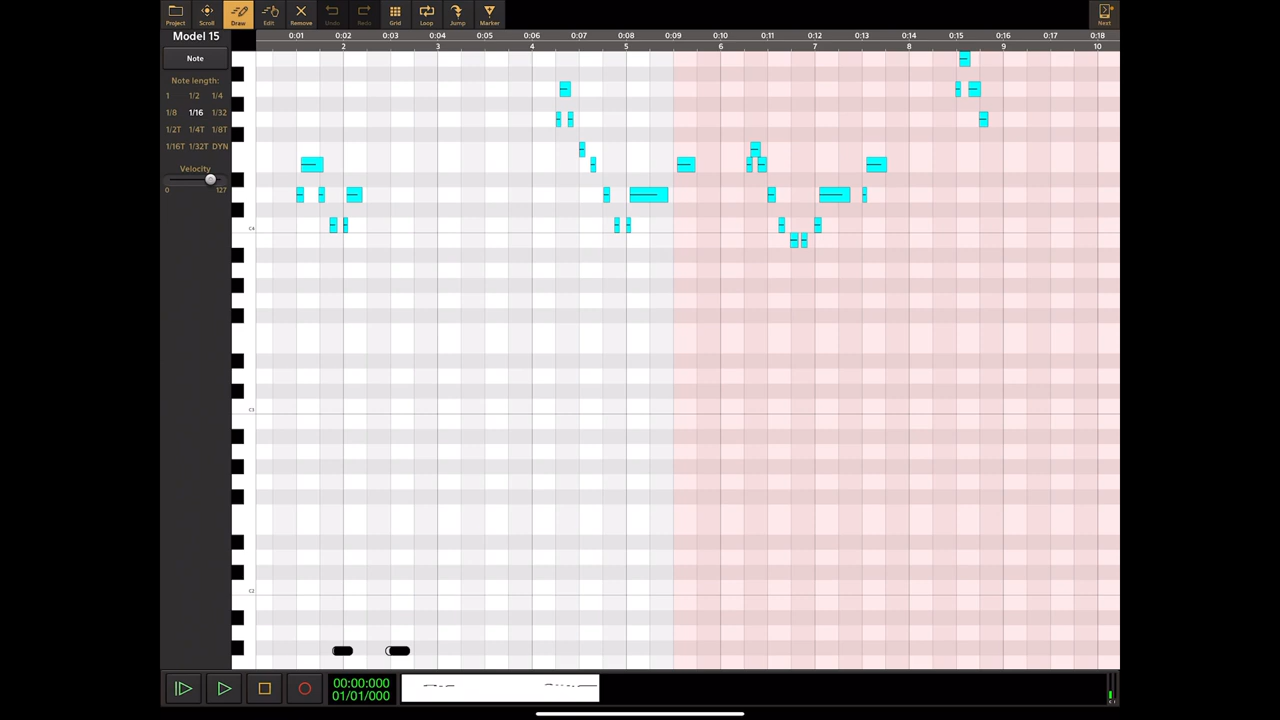 Project Scroll Draw Edit Remove Undo Redo Grid Loop Jump Marker Next
Model 15
0:01 0:02 0:03 0:04 0:05 0:06 0:07 0:08 0:09 0:10 0:11 0:12 0:13 0:14 0:15 0:16 0:17 0:18
2 3 4 5 6 7 8 9 10
Note
Note length:
1 1/2 1/4
1/8 1/16 1/32
1/2T 1/4T 1/8T
1/16T 1/32T DYN
Velocity
0 127
C4
C3
C2
00:00:000
01/01/000